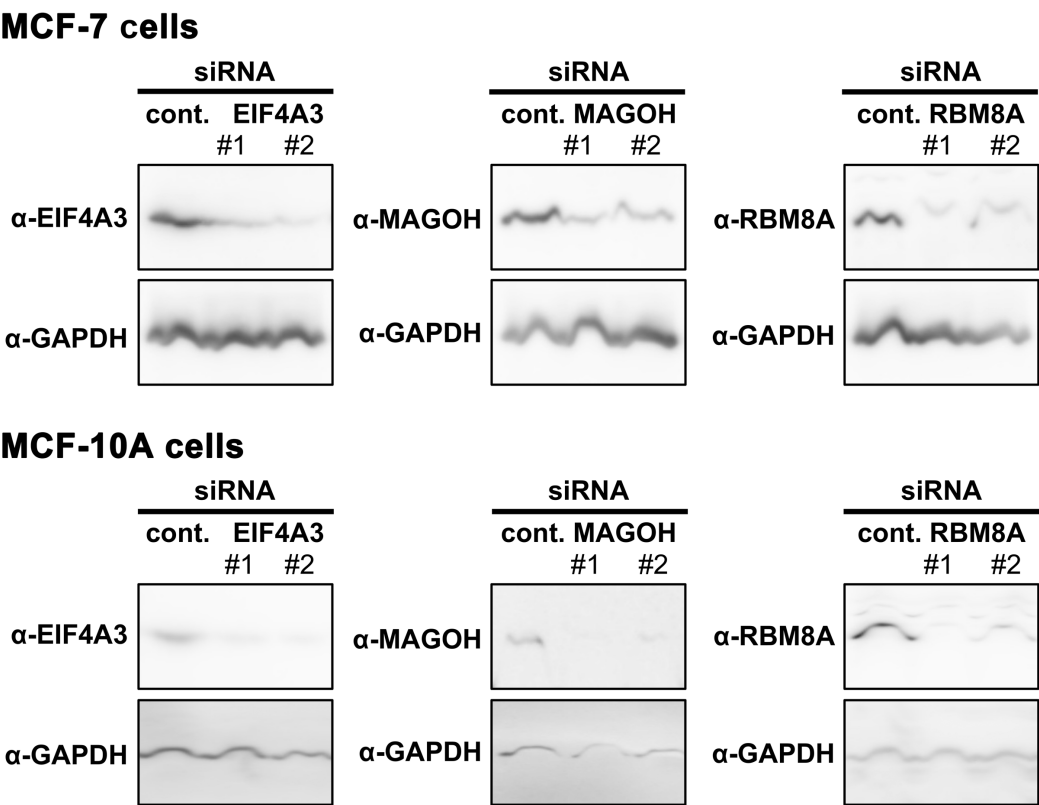 MCF-7 cells
siRNA siRNA siRNA
cont. EIF4A3 cont. MAGOH cont. RBM8A
#1 #2 #1 #2 #1 #2
α-EIF4A3 α-MAGOH α-RBM8A
α-GAPDH α-GAPDH α-GAPDH
MCF-10A cells
siRNA siRNA siRNA
cont. EIF4A3 cont. MAGOH cont. RBM8A
#1 #2 #1 #2 #1 #2
α-EIF4A3 α-MAGOH α-RBM8A
α-GAPDH α-GAPDH α-GAPDH